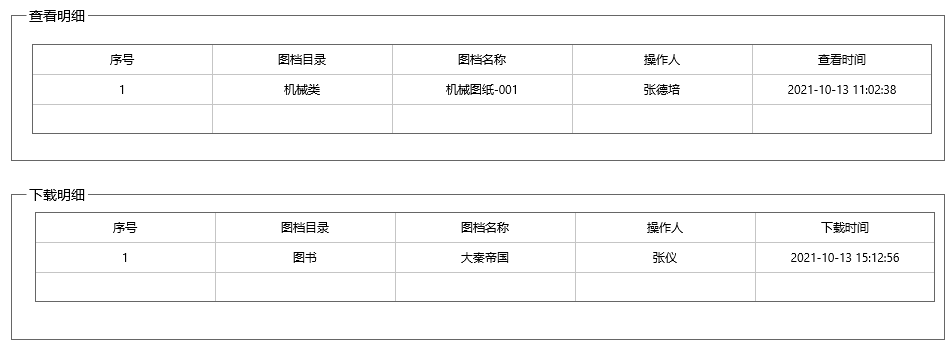 查看明细
序号 图档目录 图档名称 操作人 查看时间
1 机械类 机械图纸-001 张德培 2021-10-13 11:02:38
下载明细
序号 图档目录 图档名称 操作人 下载时间
1 图书 大秦帝国 张仪 2021-10-13 15:12:56